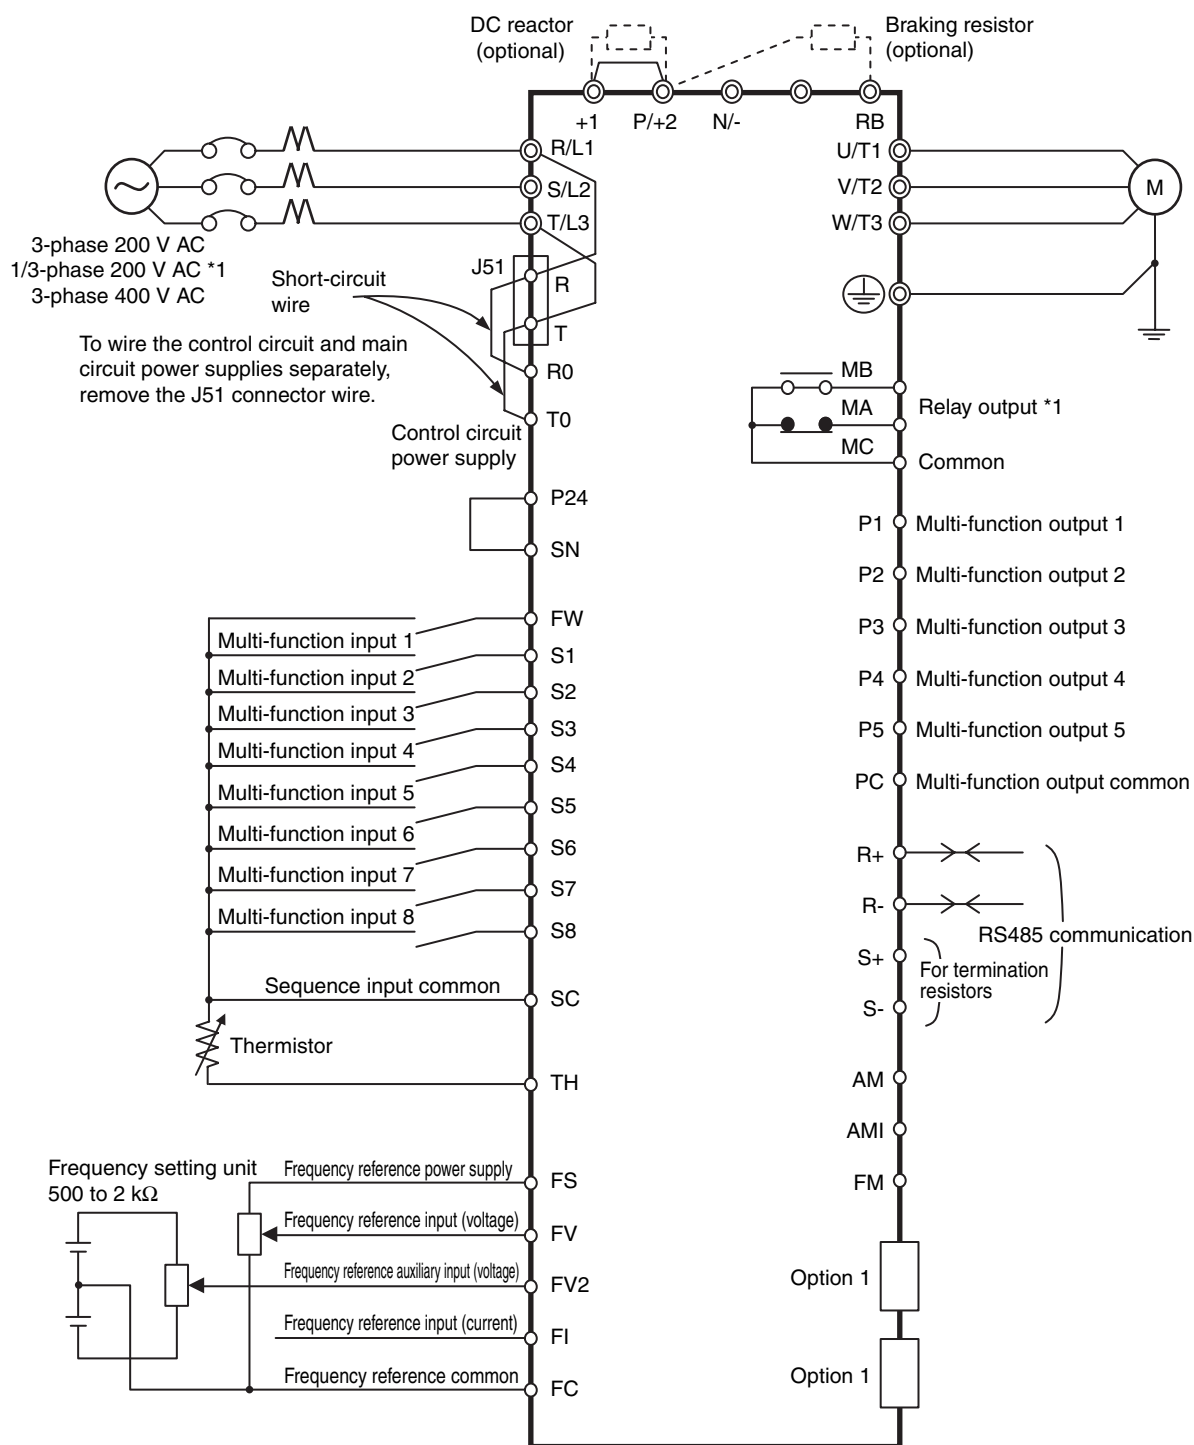 DC reactor
(optional)
Braking resistor
(optional)
+1
P/+2
N/-
RB
R/L1
S/L2
T/L3
U/T1
V/T2
W/T3
M
3-phase 200 V AC
1/3-phase 200 V AC *1
3-phase 400 V AC
Short-circuit
wire
J51
R
T
R0
T0
To wire the control circuit and main
circuit power supplies separately,
remove the J51 connector wire.
Control circuit
power supply
MB
MA
MC
Relay output *1
Common
P24
SN
P1
Multi-function output 1
P2
Multi-function output 2
P3
Multi-function output 3
P4
Multi-function output 4
P5
Multi-function output 5
PC
Multi-function output common
FW
Multi-function input 1
S1
Multi-function input 2
S2
Multi-function input 3
S3
Multi-function input 4
S4
Multi-function input 5
S5
Multi-function input 6
S6
Multi-function input 7
S7
Multi-function input 8
S8
Sequence input common
SC
Thermistor
TH
R+
R-
RS485 communication
S+
For termination
resistors
S-
AM
AMI
FM
Frequency setting unit
500 to 2 kΩ
Frequency reference power supply
FS
Frequency reference input (voltage)
FV
Frequency reference auxiliary input (voltage)
FV2
Frequency reference input (current)
FI
Frequency reference common
FC
Option 1
Option 1